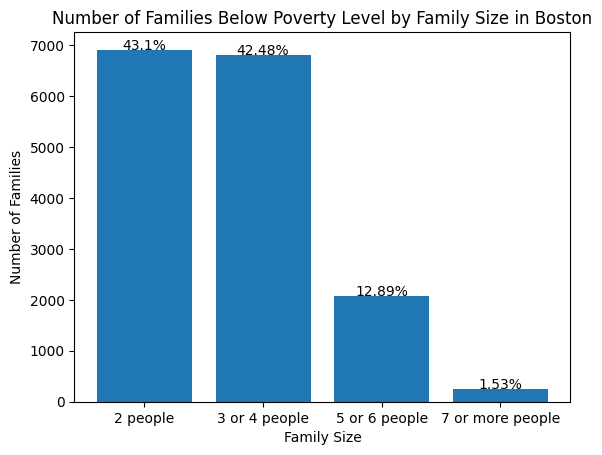 Number of Families Below Poverty Level by Family Size in Boston
Number of Families
7000
6000
5000
4000
3000
2000
1000
0
43.1%
42.48%
12.89%
1.53%
2 people
3 or 4 people
5 or 6 people
7 or more people
Family Size